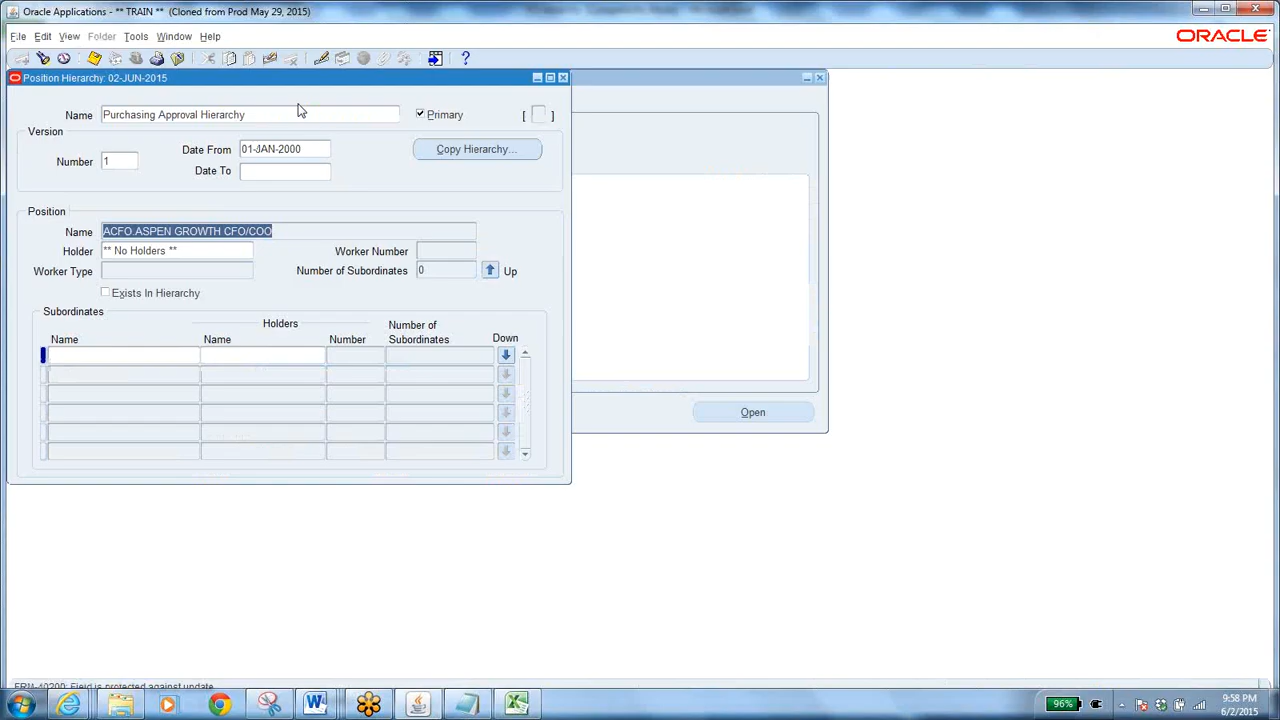 Oracle Applications - ** TRAIN ** (Cloned from Prod May 29, 2015)
File Edit View Folder Tools Window Help
ORACLE
Position Hierarchy: 02-JUN-2015
Name Purchasing Approval Hierarchy Primary [ ]
Version
Number 1 Date From 01-JAN-2000 Copy Hierarchy...
Date To
Position
Name ACFO.ASPEN GROWTH CFO/COO
Holder ** No Holders ** Worker Number
Worker Type Number of Subordinates 0 Up
Exists In Hierarchy
Subordinates
Holders Number of
Name Name Number Subordinates Down
Open
FRM-40200: Field is protected against update.
96% 9:58 PM
6/2/2015